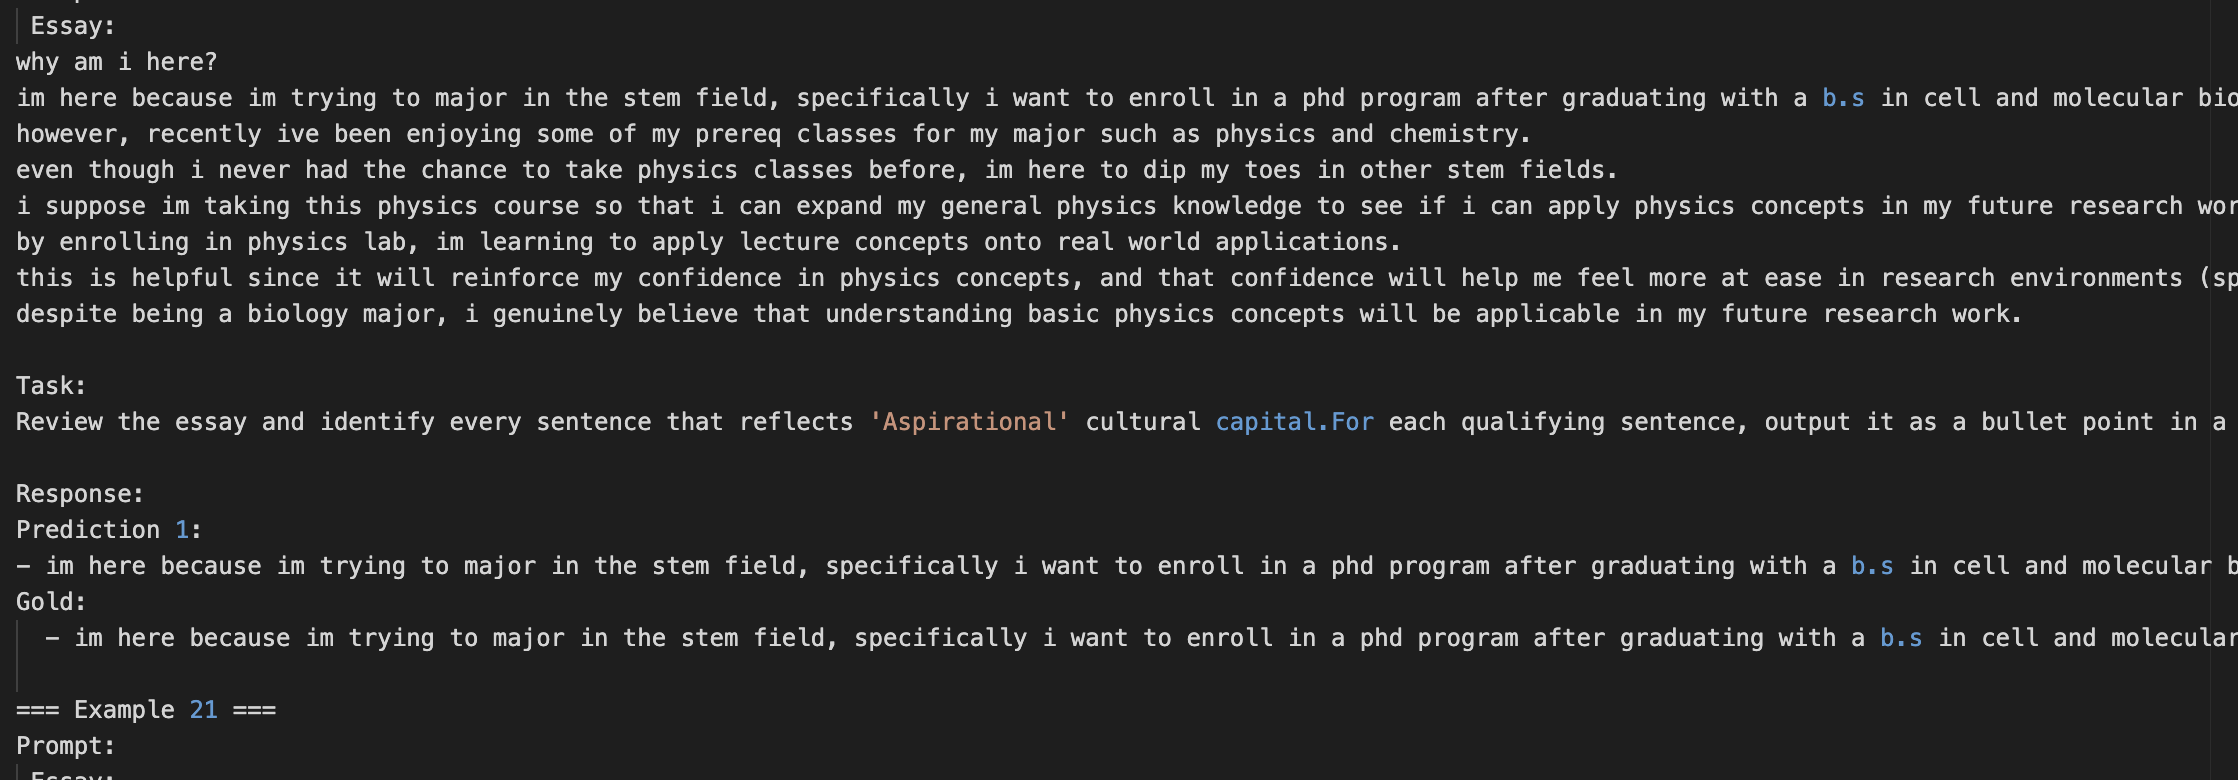 Essay:
why am i here?
im here because im trying to major in the stem field, specifically i want to enroll in a phd program after graduating with a b.s in cell and molecular bio
however, recently ive been enjoying some of my prereq classes for my major such as physics and chemistry.
even though i never had the chance to take physics classes before, im here to dip my toes in other stem fields.
i suppose im taking this physics course so that i can expand my general physics knowledge to see if i can apply physics concepts in my future research wor
by enrolling in physics lab, im learning to apply lecture concepts onto real world applications.
this is helpful since it will reinforce my confidence in physics concepts, and that confidence will help me feel more at ease in research environments (sp
despite being a biology major, i genuinely believe that understanding basic physics concepts will be applicable in my future research work.
Task:
Review the essay and identify every sentence that reflects 'Aspirational' cultural capital.For each qualifying sentence, output it as a bullet point in a
Response:
Prediction 1:
- im here because im trying to major in the stem field, specifically i want to enroll in a phd program after graduating with a b.s in cell and molecular b
Gold:
- im here because im trying to major in the stem field, specifically i want to enroll in a phd program after graduating with a b.s in cell and molecular
=== Example 21 ===
Prompt:
Essay: